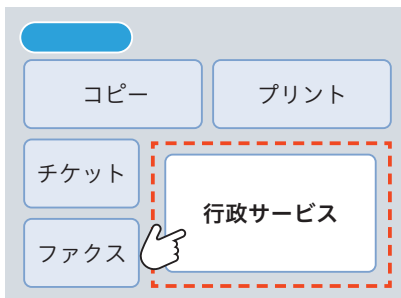 コピー
プリント
チケット
行政サービス
ファクス